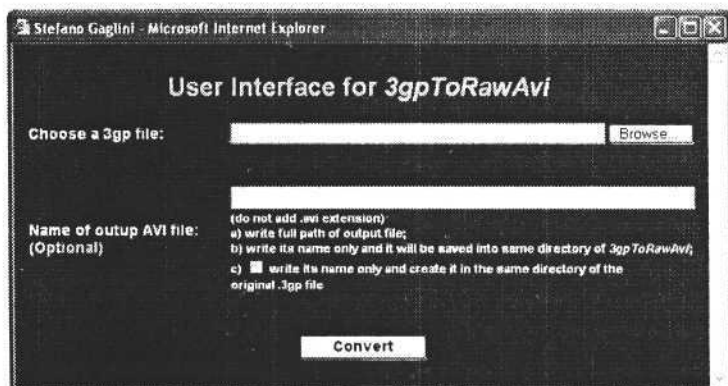 Stefano Gaglini - Microsoft Internet Explorer
User Interface for 3gpToRawAvi
Choose a 3gp file:
Browse...
Name of outup AVI file:
(Optional)
(do not add .avi extension)
a) write full path of output file;
b) write its name only and it will be saved into same directory of 3gpToRawAvi;
c) write its name only and create it in the same directory of the
original .3gp file
Convert